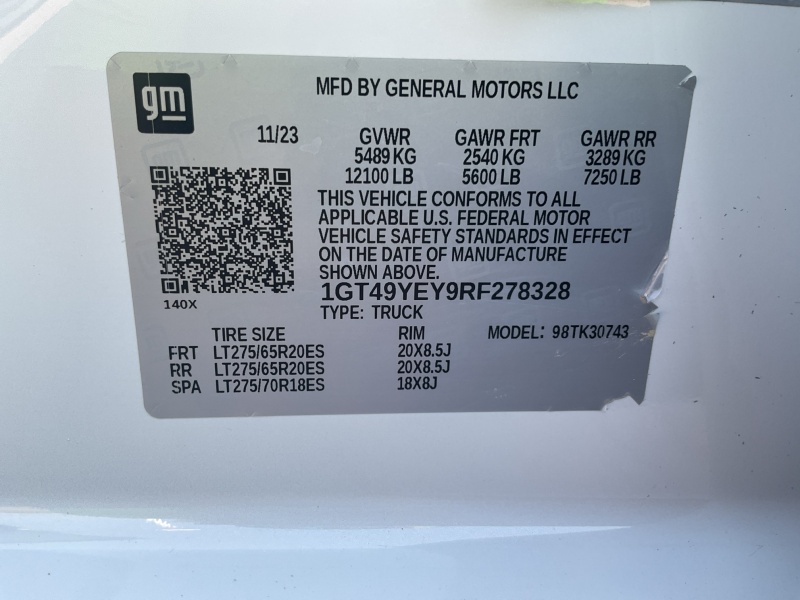 gm
MFD BY GENERAL MOTORS LLC
11/23 GVWR GAWR FRT GAWR RR
5489 KG 2540 KG 3289 KG
12100 LB 5600 LB 7250 LB
THIS VEHICLE CONFORMS TO ALL
APPLICABLE U.S. FEDERAL MOTOR
VEHICLE SAFETY STANDARDS IN EFFECT
ON THE DATE OF MANUFACTURE
SHOWN ABOVE.
1GT49YEY9RF278328
140X
TYPE: TRUCK
TIRE SIZE RIM MODEL: 98TK30743
FRT LT275/65R20ES 20X8.5J
RR LT275/65R20ES 20X8.5J
SPA LT275/70R18ES 18X8J